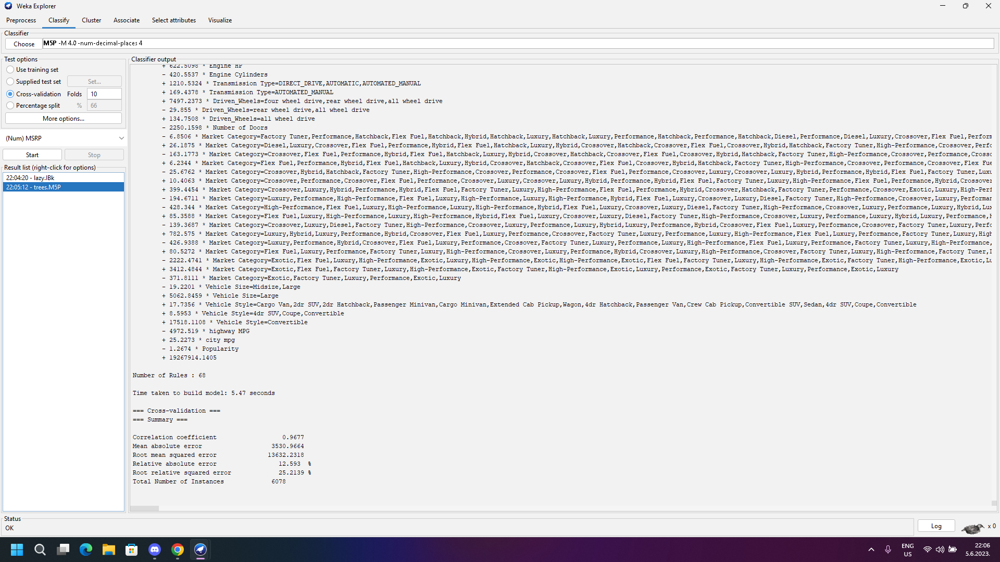 Weka Explorer
Preprocess Classify Cluster Associate Select attributes Visualize
Classifier
Choose M5P -M 4.0 -num-decimal-places 4
Test options
Use training set
Supplied test set Set...
Cross-validation Folds 10
Percentage split % 66
More options...
(Num) MSRP
Start Stop
Result list (right-click for options)
22:04:20 - lazy.IBk
22:05:12 - trees.M5P
Classifier output
+ 622.5098 * Engine HP
- 420.5537 * Engine Cylinders
+ 1210.5324 * Transmission Type=DIRECT_DRIVE,AUTOMATIC,AUTOMATED_MANUAL
+ 169.4378 * Transmission Type=AUTOMATED_MANUAL
+ 7497.2373 * Driven_Wheels=four wheel drive,rear wheel drive,all wheel drive
- 29.855 * Driven_Wheels=rear wheel drive,all wheel drive
+ 134.7508 * Driven_Wheels=all wheel drive
- 2250.1598 * Number of Doors
- 6.8506 * Market Category=Factory Tuner,Performance,Hatchback,Flex Fuel,Hatchback,Hybrid,Hatchback,Luxury,Hatchback,Luxury,Performance,Hatchback,Performance,Hatchback,Diesel,Performance,Diesel,Luxury,Crossover,Flex Fuel,Perform
+ 26.1875 * Market Category=Diesel,Luxury,Crossover,Flex Fuel,Performance,Hybrid,Flex Fuel,Hatchback,Luxury,Hybrid,Crossover,Hatchback,Crossover,Flex Fuel,Crossover,Hybrid,Hatchback,Factory Tuner,High-Performance,Crossover,Perfo
- 163.1773 * Market Category=Crossover,Flex Fuel,Performance,Hybrid,Flex Fuel,Hatchback,Luxury,Hybrid,Crossover,Hatchback,Crossover,Flex Fuel,Crossover,Hybrid,Hatchback,Factory Tuner,High-Performance,Crossover,Performance,Crosso
+ 6.2344 * Market Category=Flex Fuel,Performance,Hybrid,Flex Fuel,Hatchback,Luxury,Hybrid,Crossover,Hatchback,Crossover,Flex Fuel,Crossover,Hybrid,Hatchback,Factory Tuner,High-Performance,Crossover,Performance,Crossover,Flex Fue
- 25.6762 * Market Category=Crossover,Hybrid,Hatchback,Factory Tuner,High-Performance,Crossover,Performance,Crossover,Flex Fuel,Performance,Crossover,Luxury,Crossover,Luxury,Hybrid,Performance,Hybrid,Flex Fuel,Factory Tuner,Luxu
+ 10.4063 * Market Category=Crossover,Performance,Crossover,Flex Fuel,Performance,Crossover,Luxury,Crossover,Luxury,Hybrid,Performance,Hybrid,Flex Fuel,Factory Tuner,Luxury,High-Performance,Flex Fuel,Performance,Hybrid,Crossover
+ 399.4454 * Market Category=Crossover,Luxury,Hybrid,Performance,Hybrid,Flex Fuel,Factory Tuner,Luxury,High-Performance,Flex Fuel,Performance,Hybrid,Crossover,Hatchback,Factory Tuner,Performance,Crossover,Exotic,Luxury,High-Perf
- 194.6711 * Market Category=Luxury,Performance,High-Performance,Flex Fuel,Luxury,High-Performance,Luxury,High-Performance,Hybrid,Flex Fuel,Luxury,Crossover,Luxury,Diesel,Factory Tuner,High-Performance,Crossover,Luxury,Performan
- 428.344 * Market Category=High-Performance,Flex Fuel,Luxury,High-Performance,Luxury,High-Performance,Hybrid,Flex Fuel,Luxury,Crossover,Luxury,Diesel,Factory Tuner,High-Performance,Crossover,Luxury,Performance,Luxury,Hybrid,Lux
+ 85.3588 * Market Category=Flex Fuel,Luxury,High-Performance,Luxury,High-Performance,Hybrid,Flex Fuel,Luxury,Crossover,Luxury,Diesel,Factory Tuner,High-Performance,Crossover,Luxury,Performance,Luxury,Hybrid,Luxury,Performance,H
- 139.3687 * Market Category=Crossover,Luxury,Diesel,Factory Tuner,High-Performance,Crossover,Luxury,Performance,Luxury,Hybrid,Luxury,Performance,Hybrid,Crossover,Flex Fuel,Luxury,Performance,Crossover,Factory Tuner,Luxury,Perfo
+ 782.575 * Market Category=Luxury,Hybrid,Luxury,Performance,Hybrid,Crossover,Flex Fuel,Luxury,Performance,Crossover,Factory Tuner,Luxury,Performance,Luxury,High-Performance,Flex Fuel,Luxury,Performance,Factory Tuner,Luxury,High
- 426.9388 * Market Category=Luxury,Performance,Hybrid,Crossover,Flex Fuel,Luxury,Performance,Crossover,Factory Tuner,Luxury,Performance,Luxury,High-Performance,Flex Fuel,Luxury,Performance,Factory Tuner,Luxury,High-Performance,
+ 80.5272 * Market Category=Flex Fuel,Luxury,Performance,Factory Tuner,Luxury,High-Performance,Crossover,Luxury,Performance,Hybrid,Crossover,Luxury,High-Performance,Crossover,Factory Tuner,Luxury,High-Performance,Factory Tuner,I
- 2222.4741 * Market Category=Exotic,Flex Fuel,Luxury,High-Performance,Exotic,Luxury,High-Performance,Exotic,High-Performance,Exotic,Flex Fuel,Factory Tuner,Luxury,High-Performance,Exotic,Factory Tuner,High-Performance,Exotic,Lu
+ 3412.4844 * Market Category=Exotic,Flex Fuel,Factory Tuner,Luxury,High-Performance,Exotic,Factory Tuner,High-Performance,Exotic,Luxury,Performance,Exotic,Factory Tuner,Luxury,Performance,Exotic,Luxury
- 371.8111 * Market Category=Exotic,Factory Tuner,Luxury,Performance,Exotic,Luxury
- 19.2201 * Vehicle Size=Midsize,Large
+ 5062.8459 * Vehicle Size=Large
+ 17.7356 * Vehicle Style=Cargo Van,2dr SUV,2dr Hatchback,Passenger Minivan,Cargo Minivan,Extended Cab Pickup,Wagon,4dr Hatchback,Passenger Van,Crew Cab Pickup,Convertible SUV,Sedan,4dr SUV,Coupe,Convertible
+ 8.5953 * Vehicle Style=4dr SUV,Coupe,Convertible
+ 17518.1108 * Vehicle Style=Convertible
- 4972.519 * highway MPG
+ 25.2273 * city mpg
- 1.2674 * Popularity
+ 19267914.1405
Number of Rules : 68
Time taken to build model: 5.47 seconds
=== Cross-validation ===
=== Summary ===
Correlation coefficient 0.9677
Mean absolute error 3530.9664
Root mean squared error 13632.2318
Relative absolute error 12.593 %
Root relative squared error 25.2139 %
Total Number of Instances 6078
Status
OK
Log x 0
ENG
US
22:06
5.6.2023.